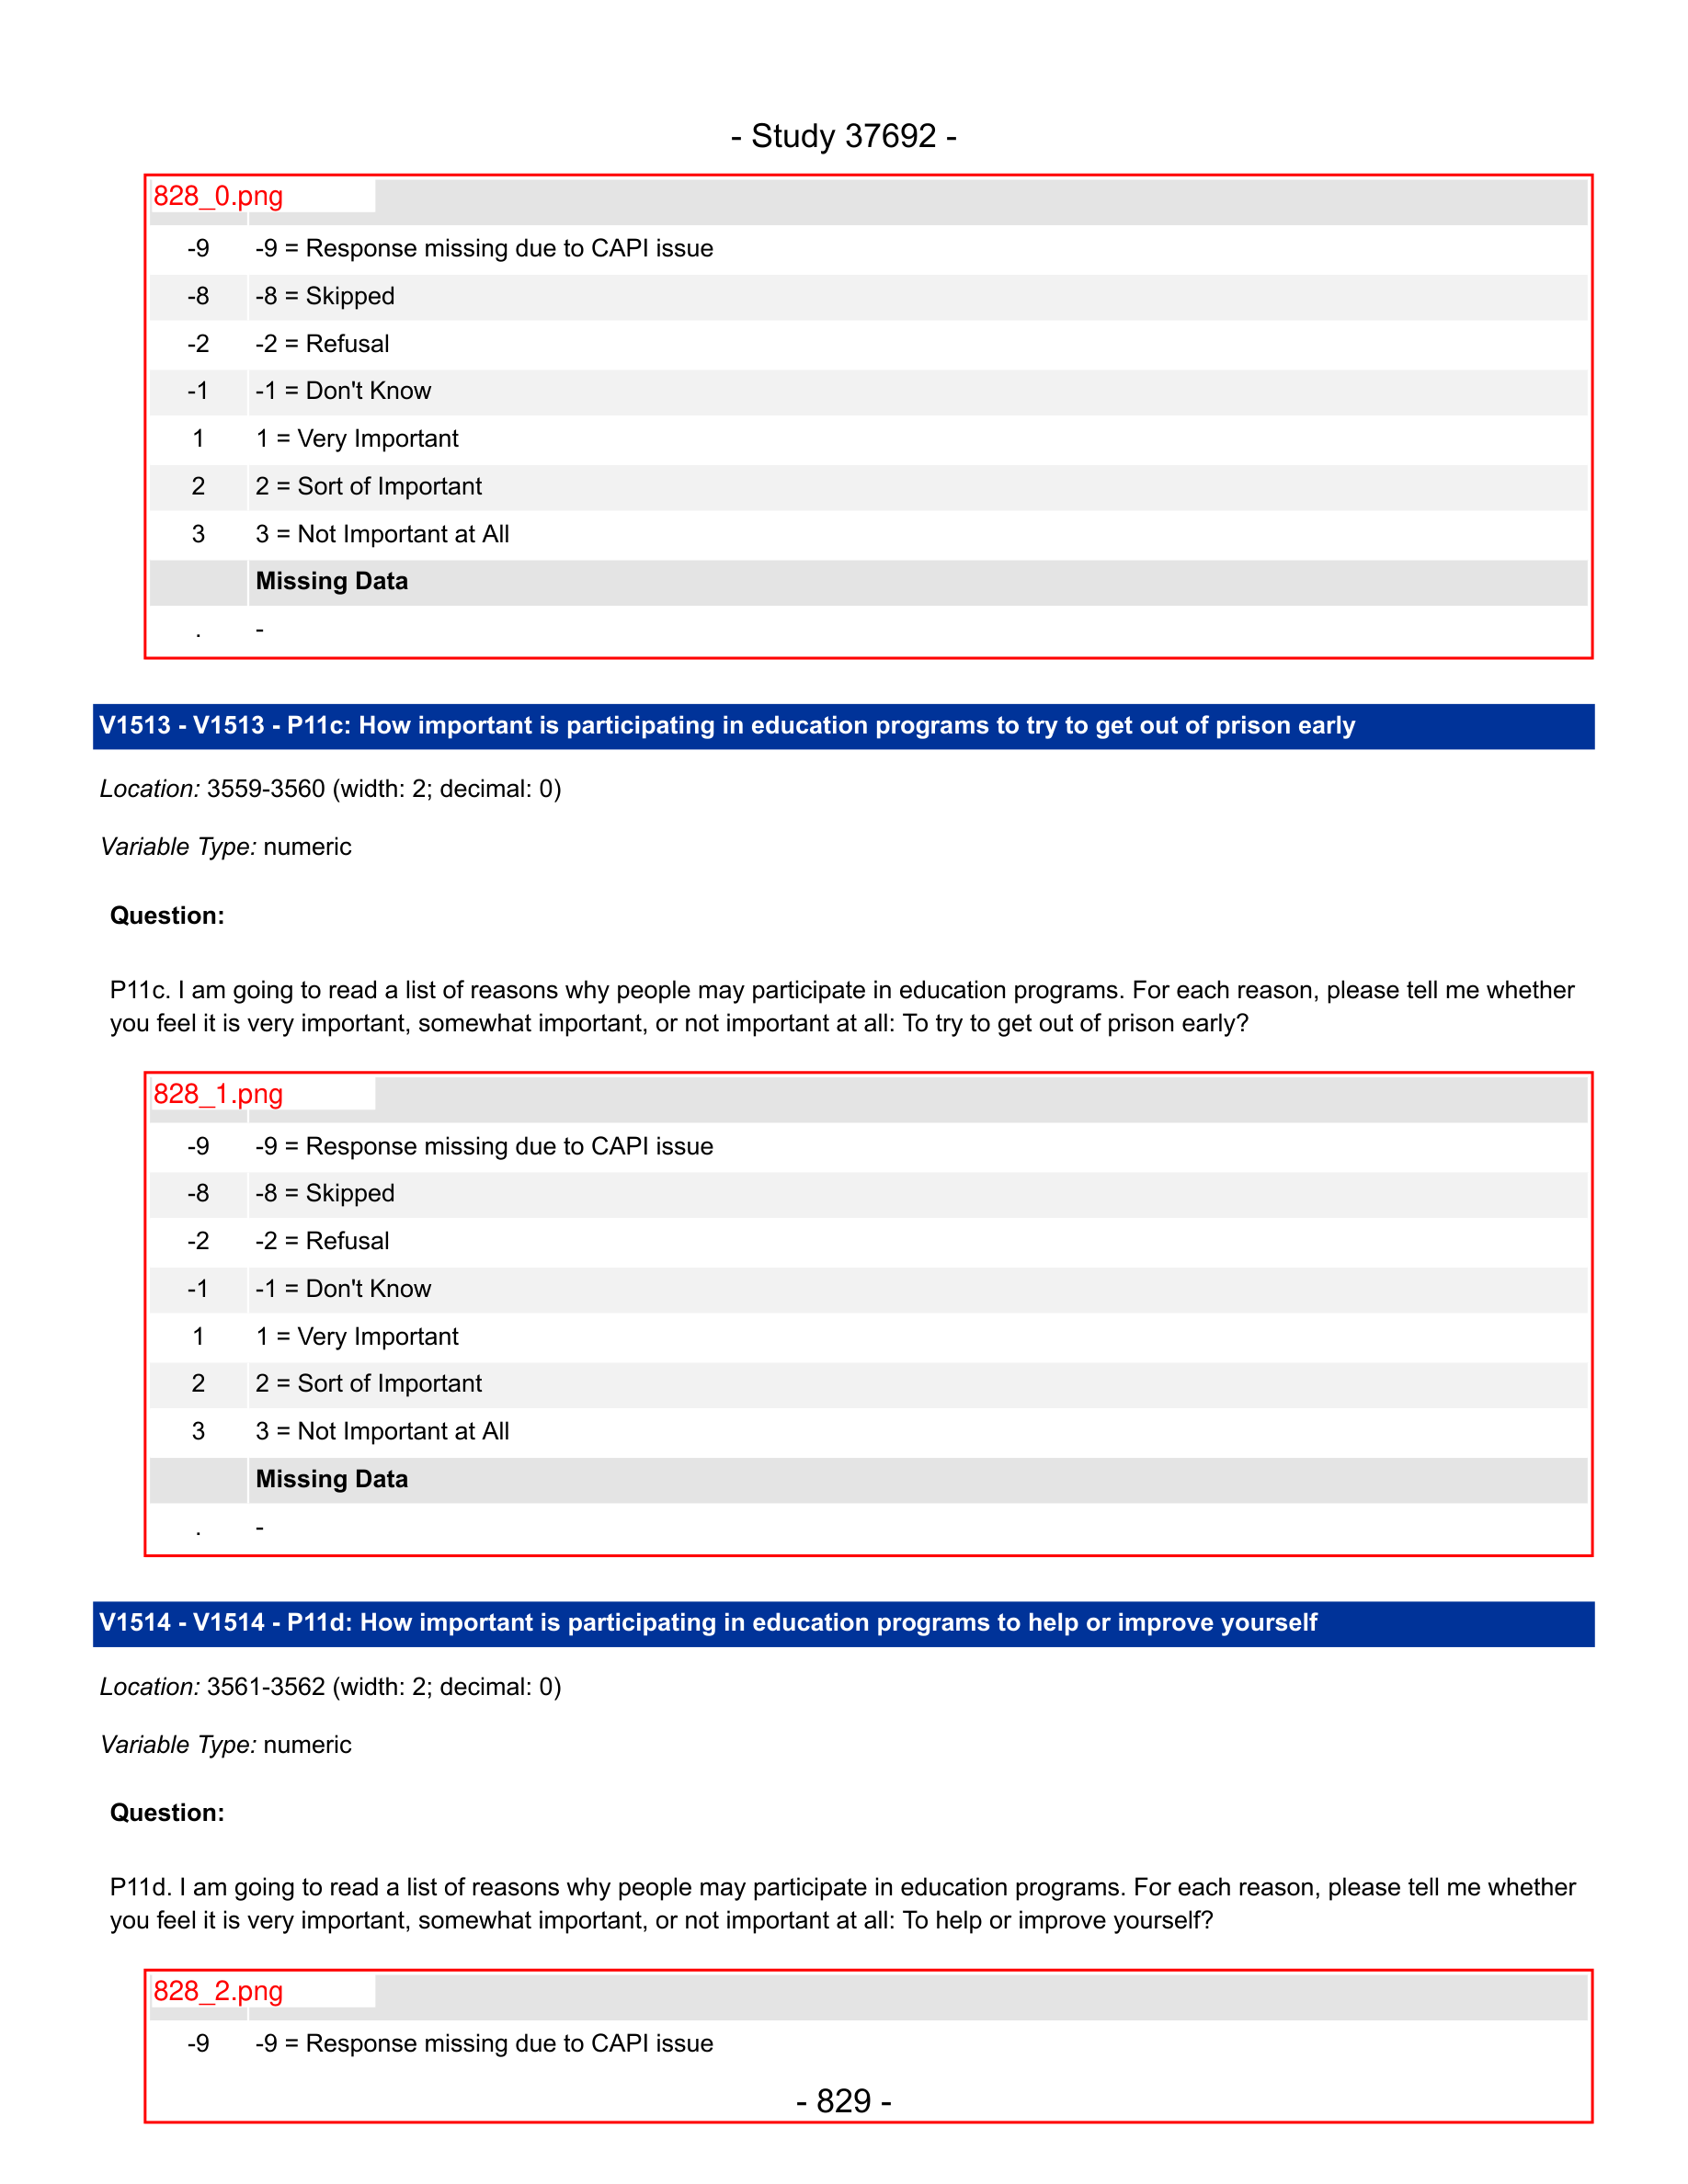 - Study 37692 -
828_0.png
-9 -9 = Response missing due to CAPI issue
-8 -8 = Skipped
-2 -2 = Refusal
-1 -1 = Don't Know
1 1 = Very Important
2 2 = Sort of Important
3 3 = Not Important at All
Missing Data
. -
V1513 - V1513 - P11c: How important is participating in education programs to try to get out of prison early
Location: 3559-3560 (width: 2; decimal: 0)
Variable Type: numeric
Question:
P11c. I am going to read a list of reasons why people may participate in education programs. For each reason, please tell me whether
you feel it is very important, somewhat important, or not important at all: To try to get out of prison early?
828_1.png
-9 -9 = Response missing due to CAPI issue
-8 -8 = Skipped
-2 -2 = Refusal
-1 -1 = Don't Know
1 1 = Very Important
2 2 = Sort of Important
3 3 = Not Important at All
Missing Data
. -
V1514 - V1514 - P11d: How important is participating in education programs to help or improve yourself
Location: 3561-3562 (width: 2; decimal: 0)
Variable Type: numeric
Question:
P11d. I am going to read a list of reasons why people may participate in education programs. For each reason, please tell me whether
you feel it is very important, somewhat important, or not important at all: To help or improve yourself?
828_2.png
-9 -9 = Response missing due to CAPI issue
- 829 -